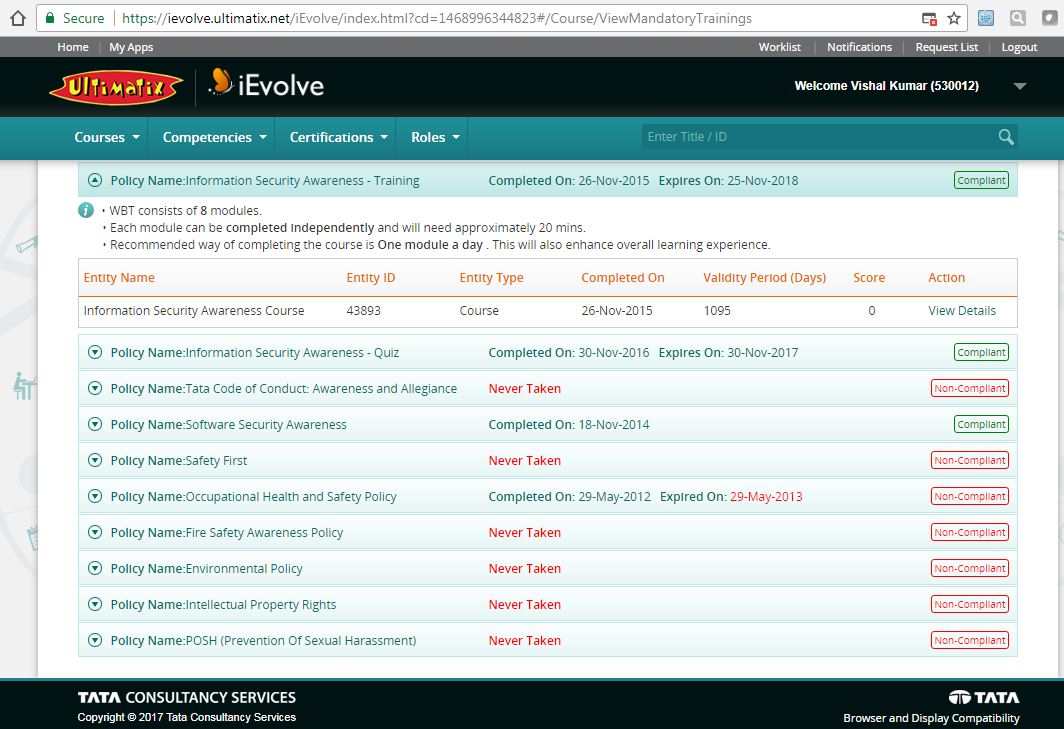 Secure https://ievolve.ultimatix.net/iEvolve/index.html?cd=1468996344823#/Course/ViewMandatoryTrainings
Home My Apps Worklist Notifications Request List Logout
Ultimatix iEvolve Welcome Vishal Kumar (530012)
Courses Competencies Certifications Roles Enter Title / ID
Policy Name:Information Security Awareness - Training Completed On: 26-Nov-2015 Expires On: 25-Nov-2018 Compliant
i • WBT consists of 8 modules.
• Each module can be completed Independently and will need approximately 20 mins.
• Recommended way of completing the course is One module a day . This will also enhance overall learning experience.
Entity Name Entity ID Entity Type Completed On Validity Period (Days) Score Action
Information Security Awareness Course 43893 Course 26-Nov-2015 1095 0 View Details
Policy Name:Information Security Awareness - Quiz Completed On: 30-Nov-2016 Expires On: 30-Nov-2017 Compliant
Policy Name:Tata Code of Conduct: Awareness and Allegiance Never Taken Non-Compliant
Policy Name:Software Security Awareness Completed On: 18-Nov-2014 Compliant
Policy Name:Safety First Never Taken Non-Compliant
Policy Name:Occupational Health and Safety Policy Completed On: 29-May-2012 Expired On: 29-May-2013 Non-Compliant
Policy Name:Fire Safety Awareness Policy Never Taken Non-Compliant
Policy Name:Environmental Policy Never Taken Non-Compliant
Policy Name:Intellectual Property Rights Never Taken Non-Compliant
Policy Name:POSH (Prevention Of Sexual Harassment) Never Taken Non-Compliant
TATA CONSULTANCY SERVICES TATA
Copyright © 2017 Tata Consultancy Services Browser and Display Compatibility